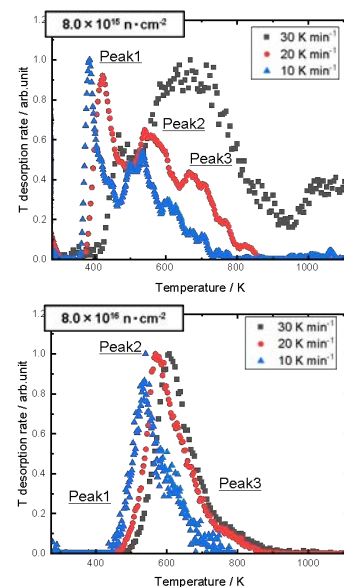 8.0 × 10¹⁵ n·cm⁻²
30 K min⁻¹
20 K min⁻¹
10 K min⁻¹
Peak1
Peak2
Peak3
T desorption rate / arb.unit
1.2
1.0
0.8
0.6
0.4
0.2
0.0
400 600 800 1000
Temperature / K
8.0 × 10¹⁶ n·cm⁻²
30 K min⁻¹
20 K min⁻¹
10 K min⁻¹
Peak2
Peak1
Peak3
T desorption rate / arb.unit
1.2
1.0
0.8
0.6
0.4
0.2
0.0
400 600 800 1000
Temperature / K